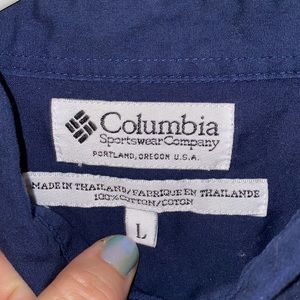 Columbia
Sportswear Company
PORTLAND, OREGON U.S.A.
MADE IN THAILAND/FABRIQUE EN THAILANDE
100% COTTON/COTON
L